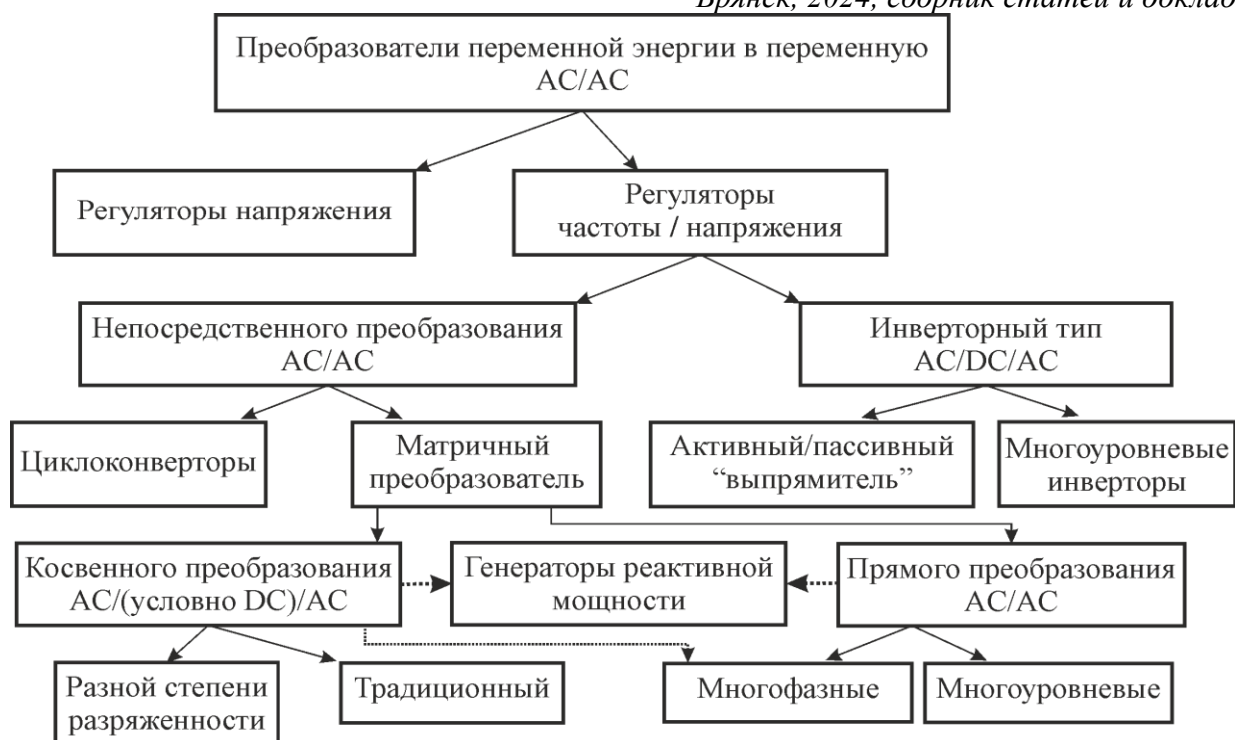 Брянск, 2024, сборник статей и доклад
Преобразователи переменной энергии в переменную
AC/AC
Регуляторы напряжения
Регуляторы
частоты / напряжения
Непосредственного преобразования
AC/AC
Инверторный тип
AC/DC/AC
Циклоконверторы
Матричный
преобразователь
Активный/пассивный
“выпрямитель”
Многоуровневые
инверторы
Косвенного преобразования
AC/(условно DC)/AC
Генераторы реактивной
мощности
Прямого преобразования
AC/AC
Разной степени
разряженности
Традиционный
Многофазные
Многоуровневые